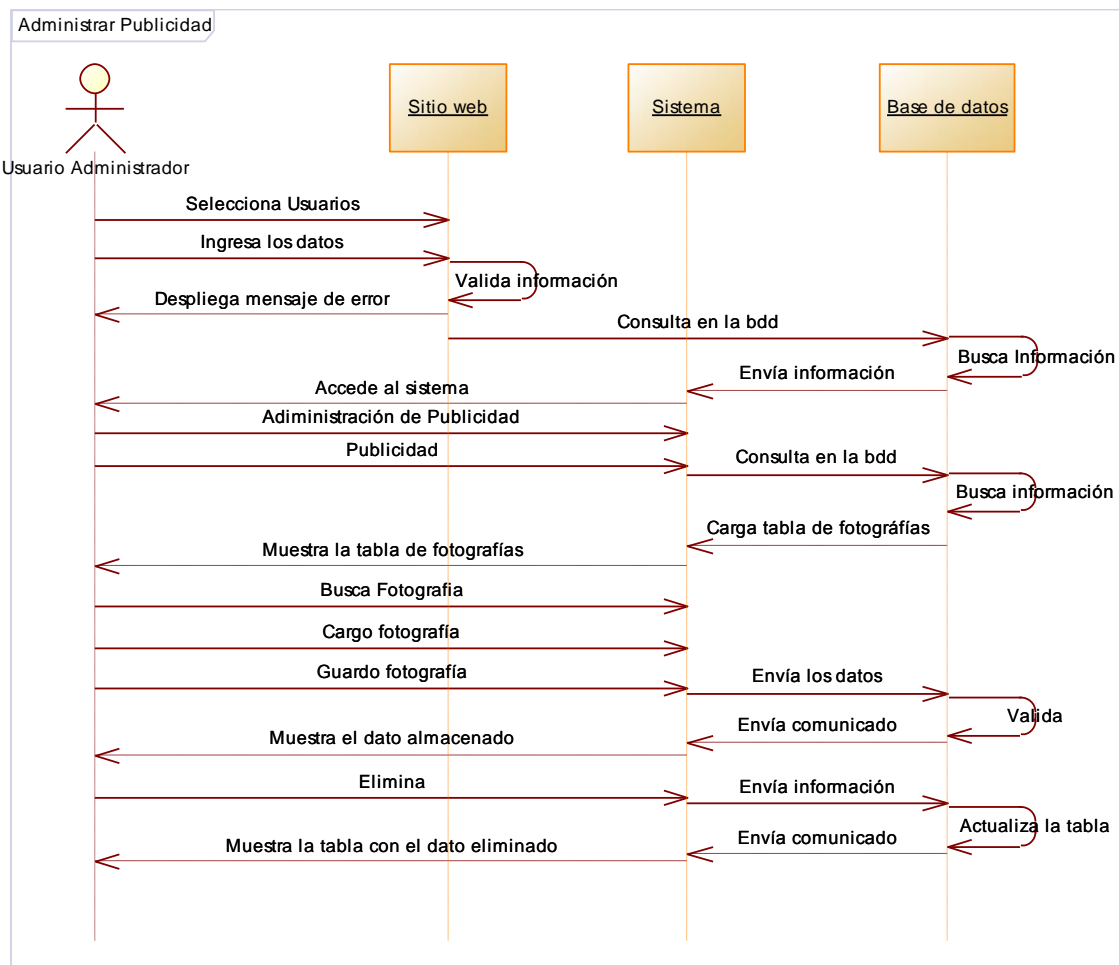 Administrar Publicidad
Sitio web
Sistema
Base de datos
Usuario Administrador
Selecciona Usuarios
Ingresa los datos
Valida información
Despliega mensaje de error
Consulta en la bdd
Busca Información
Envía información
Accede al sistema
Adiministración de Publicidad
Publicidad
Consulta en la bdd
Busca información
Carga tabla de fotográfías
Muestra la tabla de fotografías
Busca Fotografia
Cargo fotografía
Guardo fotografía
Envía los datos
Valida
Envía comunicado
Muestra el dato almacenado
Elimina
Envía información
Actualiza la tabla
Envía comunicado
Muestra la tabla con el dato eliminado